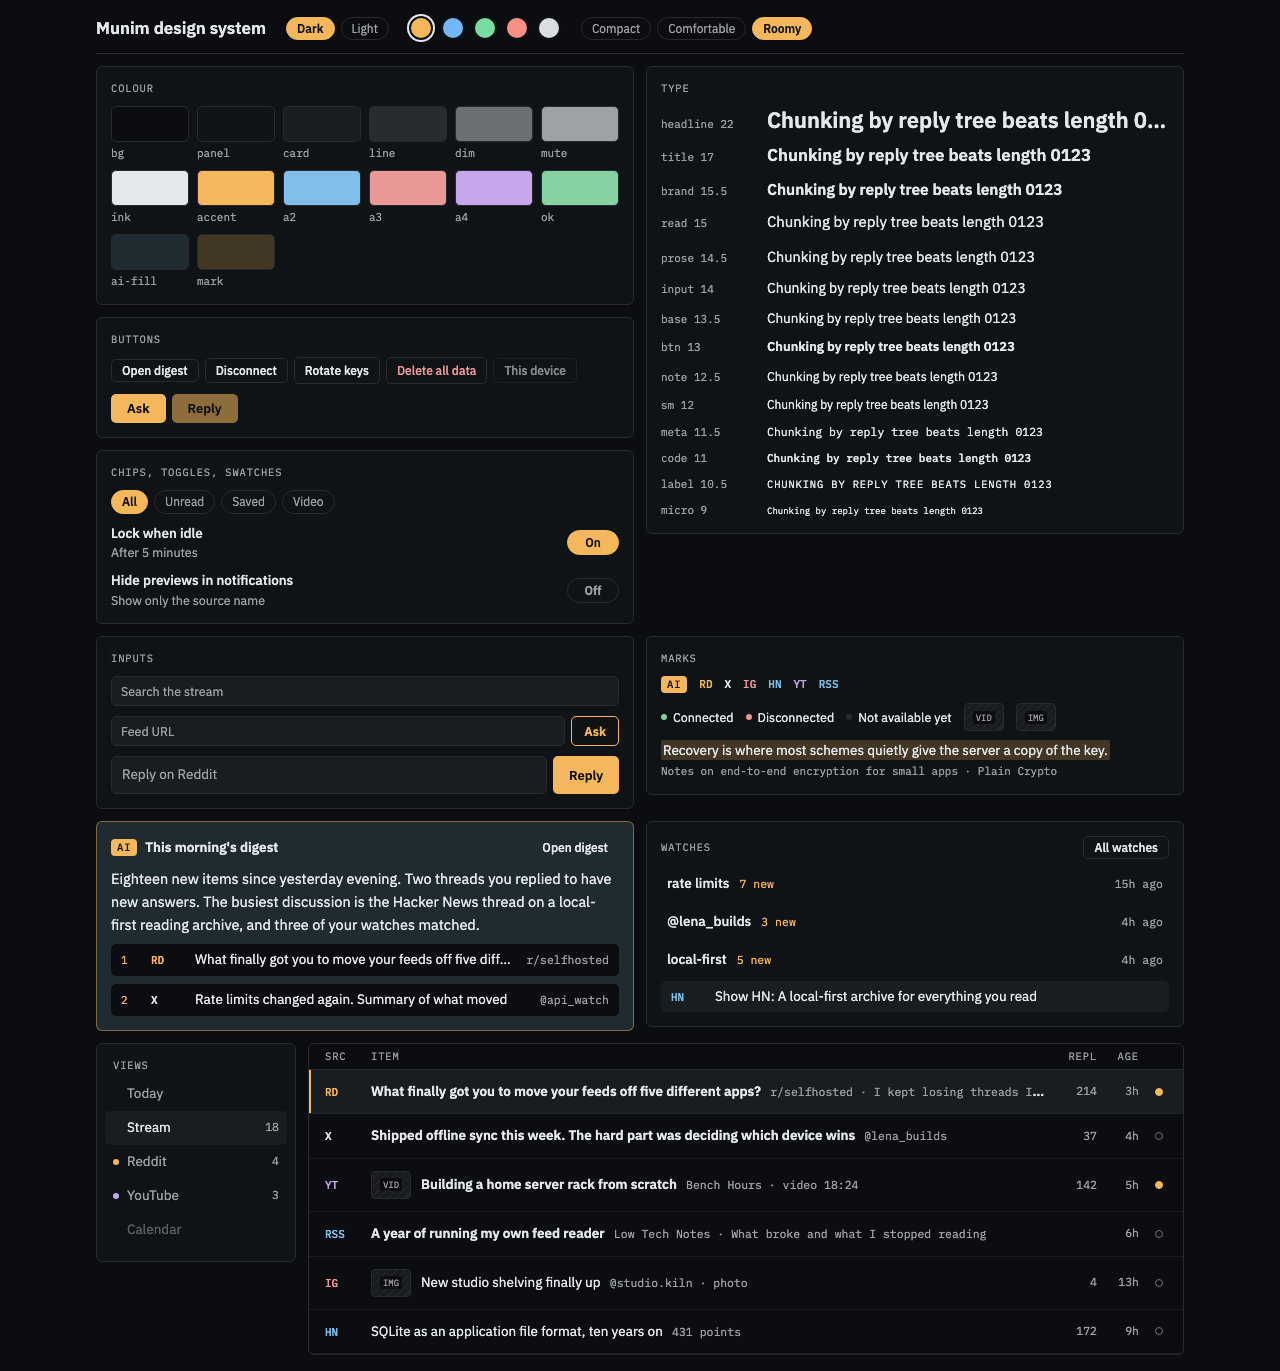 Munim design system
Dark
Light
Compact
Comfortable
Roomy
COLOUR
bg
panel
card
line
dim
mute
ink
accent
a2
a3
a4
ok
ai-fill
mark
TYPE
headline 22
Chunking by reply tree beats length 0...
title 17
Chunking by reply tree beats length 0123
brand 15.5
Chunking by reply tree beats length 0123
read 15
Chunking by reply tree beats length 0123
prose 14.5
Chunking by reply tree beats length 0123
input 14
Chunking by reply tree beats length 0123
base 13.5
Chunking by reply tree beats length 0123
btn 13
Chunking by reply tree beats length 0123
note 12.5
Chunking by reply tree beats length 0123
sm 12
Chunking by reply tree beats length 0123
meta 11.5
Chunking by reply tree beats length 0123
code 11
Chunking by reply tree beats length 0123
label 10.5
CHUNKING BY REPLY TREE BEATS LENGTH 0123
micro 9
Chunking by reply tree beats length 0123
BUTTONS
Open digest
Disconnect
Rotate keys
Delete all data
This device
Ask
Reply
CHIPS, TOGGLES, SWATCHES
All
Unread
Saved
Video
Lock when idle
After 5 minutes
On
Hide previews in notifications
Show only the source name
Off
INPUTS
Search the stream
Feed URL
Ask
Reply on Reddit
Reply
MARKS
AI RD X IG HN YT RSS
Connected
Disconnected
Not available yet
VID
IMG
Recovery is where most schemes quietly give the server a copy of the key.
Notes on end-to-end encryption for small apps · Plain Crypto
AI This morning's digest
Open digest
Eighteen new items since yesterday evening. Two threads you replied to have
new answers. The busiest discussion is the Hacker News thread on a local-
first reading archive, and three of your watches matched.
1 RD What finally got you to move your feeds off five diff... r/selfhosted
2 X Rate limits changed again. Summary of what moved @api_watch
WATCHES
All watches
rate limits 7 new 15h ago
@lena_builds 3 new 4h ago
local-first 5 new 4h ago
HN Show HN: A local-first archive for everything you read
VIEWS
Today
Stream 18
Reddit 4
YouTube 3
Calendar
SRC ITEM REPL AGE
RD What finally got you to move your feeds off five different apps? r/selfhosted · I kept losing threads I... 214 3h
X Shipped offline sync this week. The hard part was deciding which device wins @lena_builds 37 4h
YT VID Building a home server rack from scratch Bench Hours · video 18:24 142 5h
RSS A year of running my own feed reader Low Tech Notes · What broke and what I stopped reading 6h
IG IMG New studio shelving finally up @studio.kiln · photo 4 13h
HN SQLite as an application file format, ten years on 431 points 172 9h